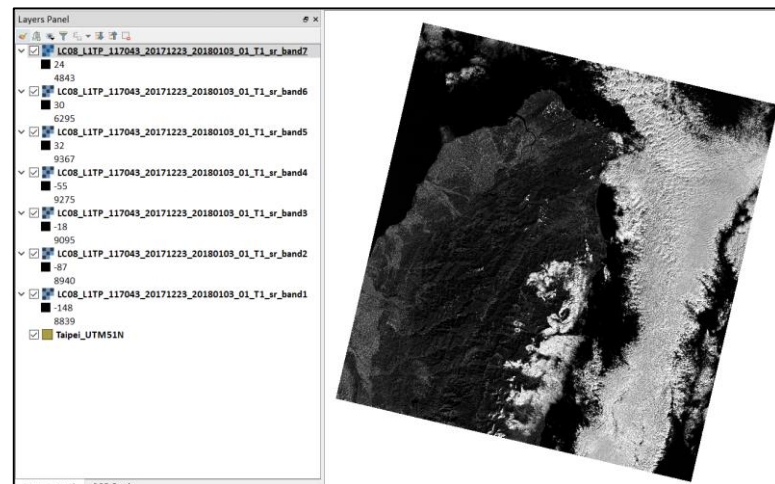 Layers Panel
LC08_L1TP_117043_20171223_20180103_01_T1_sr_band7
24
4843
LC08_L1TP_117043_20171223_20180103_01_T1_sr_band6
30
6295
LC08_L1TP_117043_20171223_20180103_01_T1_sr_band5
32
9367
LC08_L1TP_117043_20171223_20180103_01_T1_sr_band4
-55
9275
LC08_L1TP_117043_20171223_20180103_01_T1_sr_band3
-18
9095
LC08_L1TP_117043_20171223_20180103_01_T1_sr_band2
-87
8940
LC08_L1TP_117043_20171223_20180103_01_T1_sr_band1
-148
8839
Taipei_UTM51N